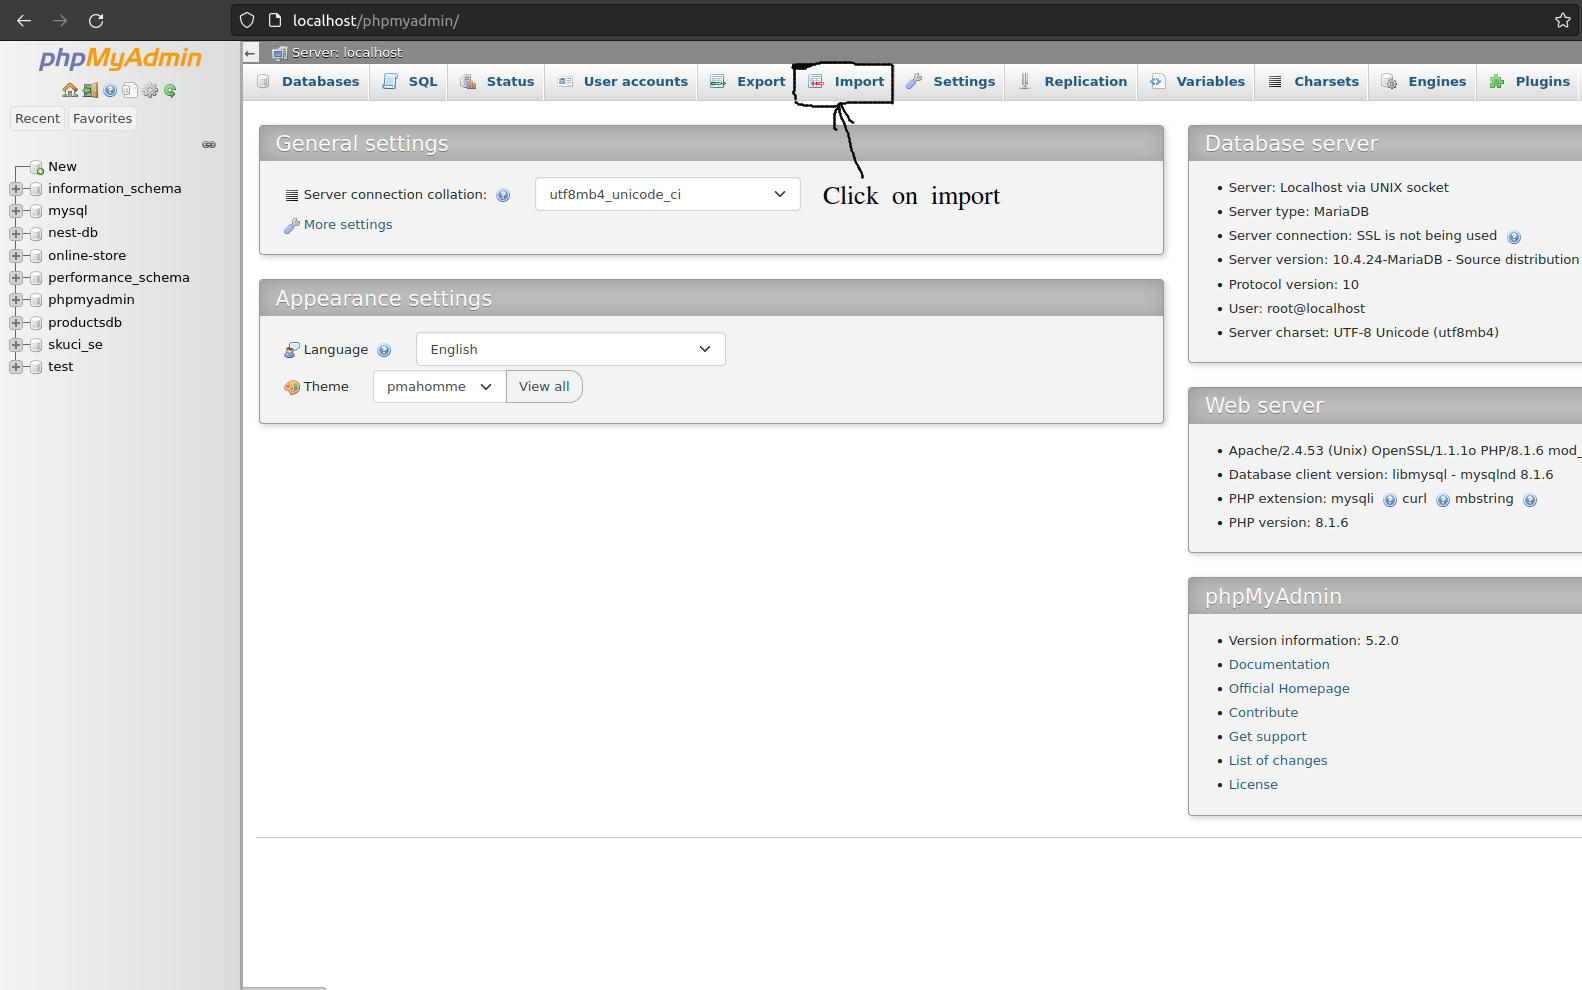 localhost/phpmyadmin/
phpMyAdmin
Recent Favorites
New
information_schema
mysql
nest-db
online-store
performance_schema
phpmyadmin
productsdb
skuci_se
test
Server: localhost
Databases SQL Status User accounts Export Import Settings Replication Variables Charsets Engines Plugins
General settings
Server connection collation: utf8mb4_unicode_ci
More settings
Click on import
Appearance settings
Language English
Theme pmahomme View all
Database server
• Server: Localhost via UNIX socket
• Server type: MariaDB
• Server connection: SSL is not being used
• Server version: 10.4.24-MariaDB - Source distribution
• Protocol version: 10
• User: root@localhost
• Server charset: UTF-8 Unicode (utf8mb4)
Web server
• Apache/2.4.53 (Unix) OpenSSL/1.1.1o PHP/8.1.6 mod_
• Database client version: libmysql - mysqlnd 8.1.6
• PHP extension: mysqli curl mbstring
• PHP version: 8.1.6
phpMyAdmin
• Version information: 5.2.0
• Documentation
• Official Homepage
• Contribute
• Get support
• List of changes
• License